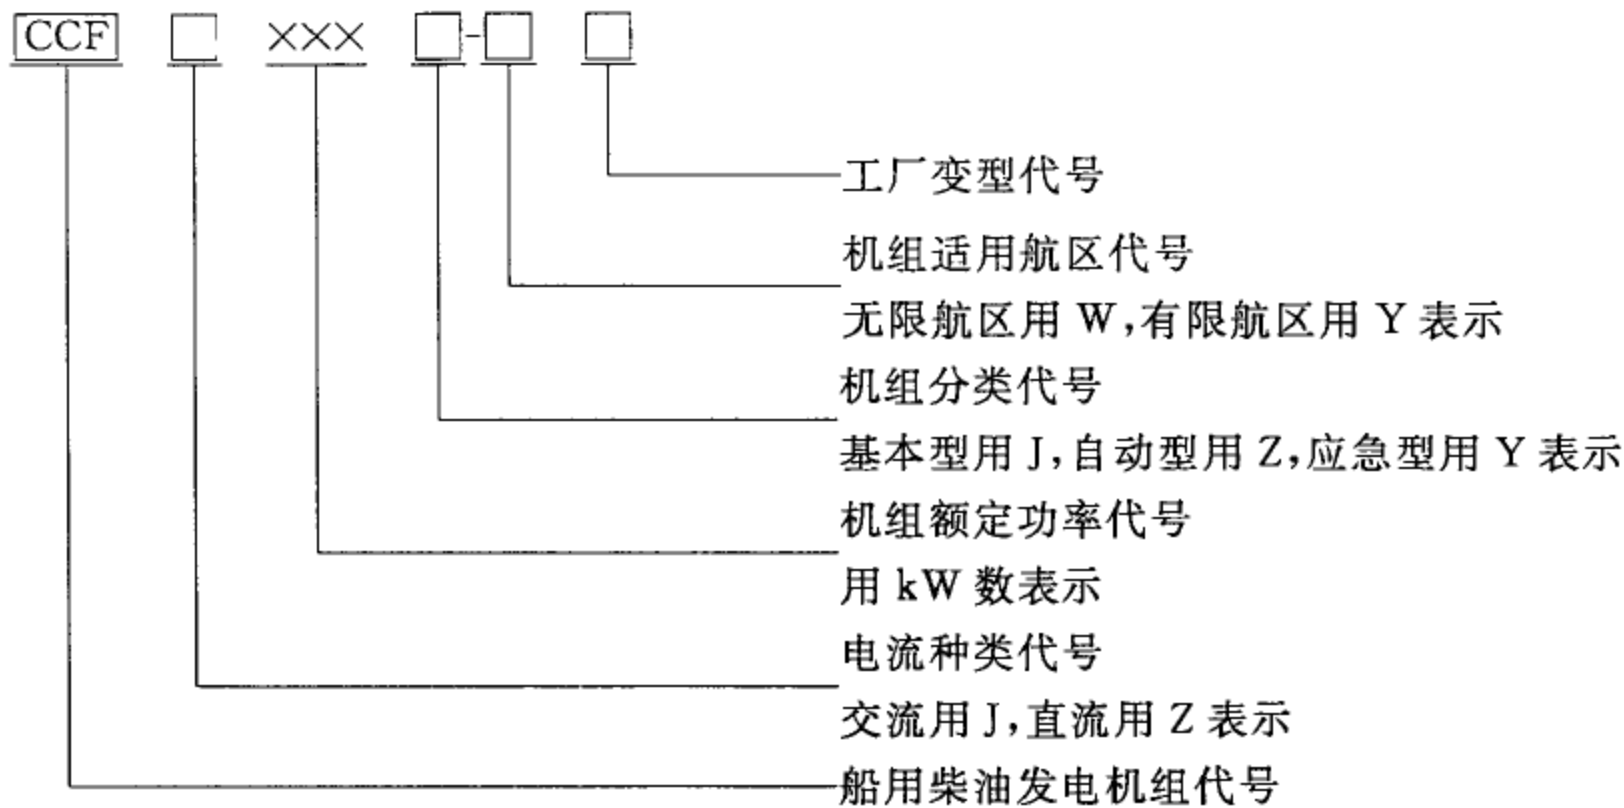 CCF □ ××× □-□ □
工厂变型代号
机组适用航区代号
无限航区用 W,有限航区用 Y 表示
机组分类代号
基本型用 J,自动型用 Z,应急型用 Y 表示
机组额定功率代号
用 kW 数表示
电流种类代号
交流用 J,直流用 Z 表示
船用柴油发电机组代号